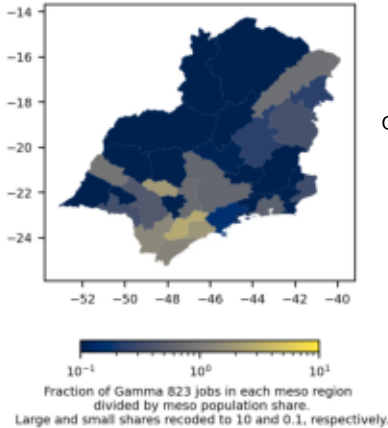 −14
−16
−18
−20
−22
−24
−52 −50 −48 −46 −44 −42 −40
10⁻¹ 10⁰ 10¹
Fraction of Gamma 823 jobs in each meso region
divided by meso population share.
Large and small shares recoded to 10 and 0.1, respectively